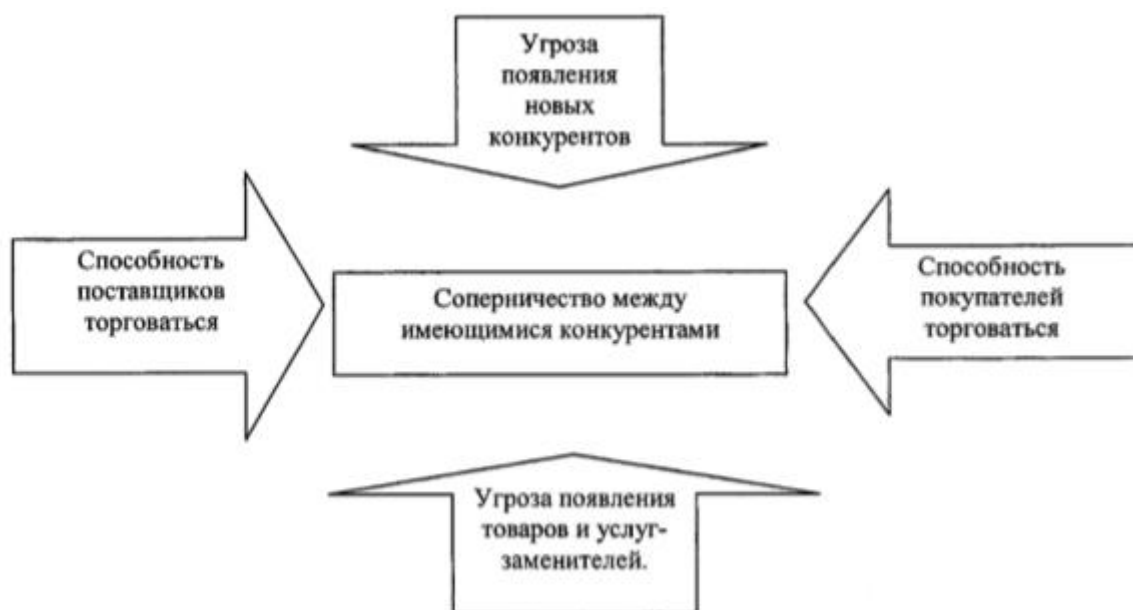 Угроза
появления
новых
конкурентов
Способность
поставщиков
торговаться
Соперничество между
имеющимися конкурентами
Способность
покупателей
торговаться
Угроза появления
товаров и услуг-
заменителей.